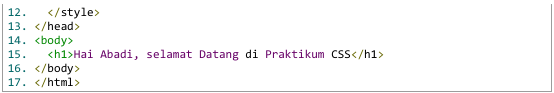 12.   </style>
13. </head>
14. <body>
15.   <h1>Hai Abadi, selamat Datang di Praktikum CSS</h1>
16. </body>
17. </html>